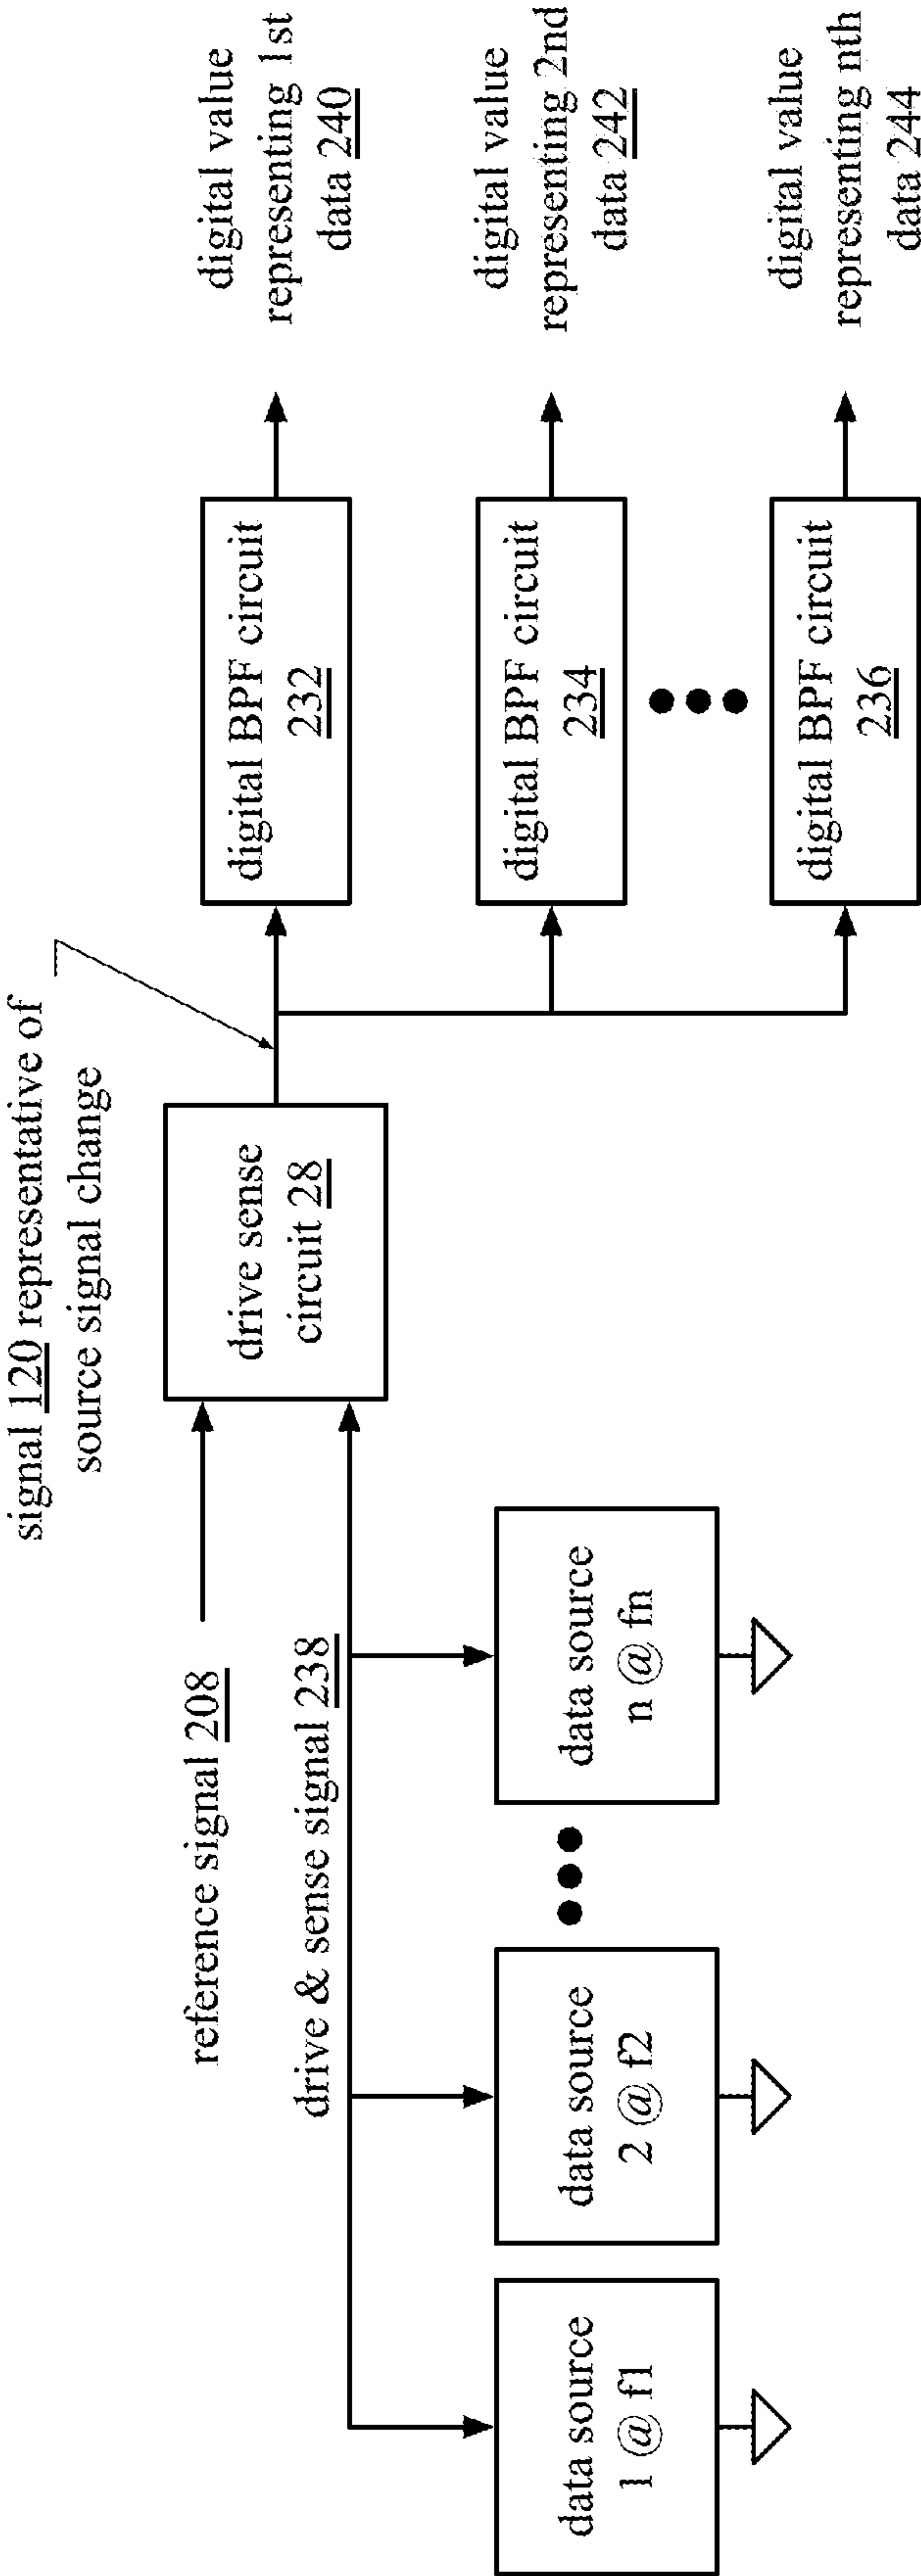 signal 120 representative of
source signal change
reference signal 208
drive & sense signal 238
drive sense
circuit 28
data source
1 @ f1
data source
2 @ f2
data source
n @ fn
digital BPF circuit
232
digital BPF circuit
234
digital BPF circuit
236
digital value
representing 1st
data 240
digital value
representing 2nd
data 242
digital value
representing nth
data 244